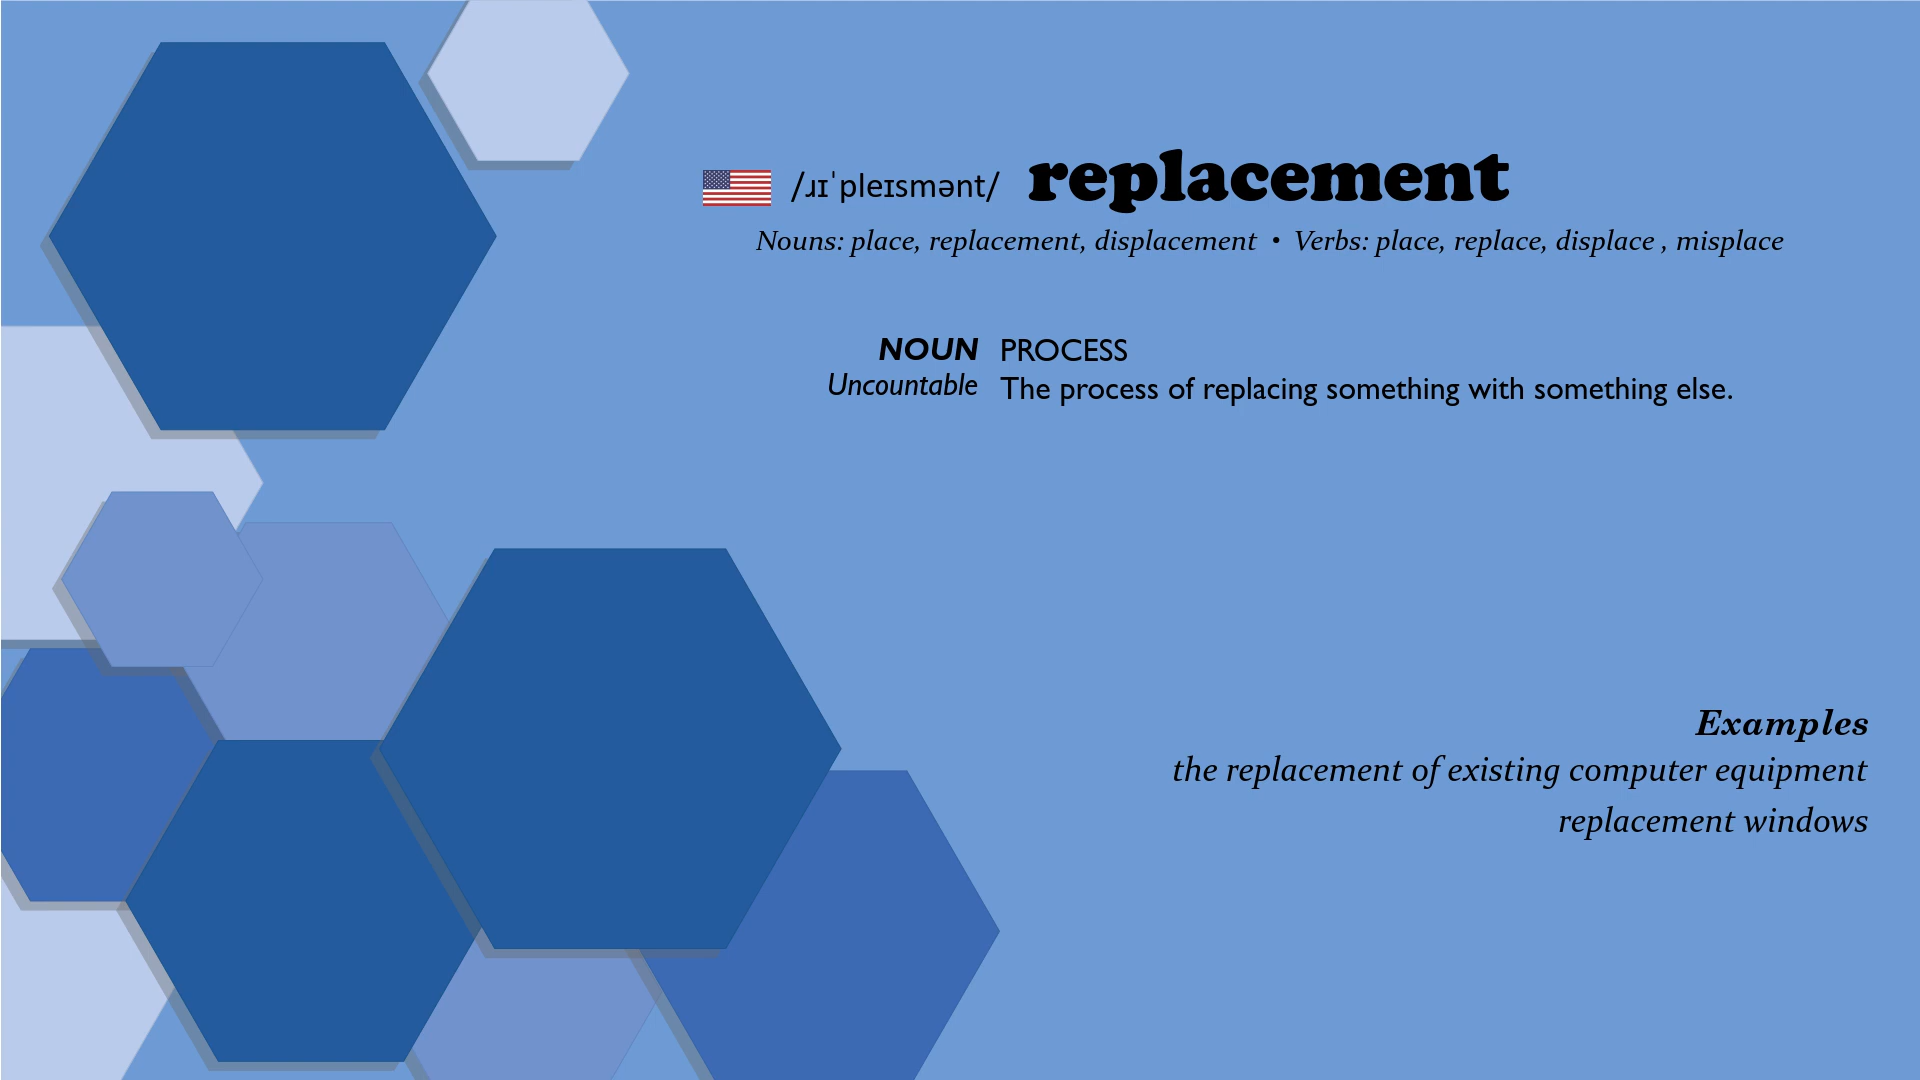 /ɹɪˈpleɪsmənt/ replacement
Nouns: place, replacement, displacement • Verbs: place, replace, displace , misplace
NOUN PROCESS
Uncountable The process of replacing something with something else.
Examples
the replacement of existing computer equipment
replacement windows